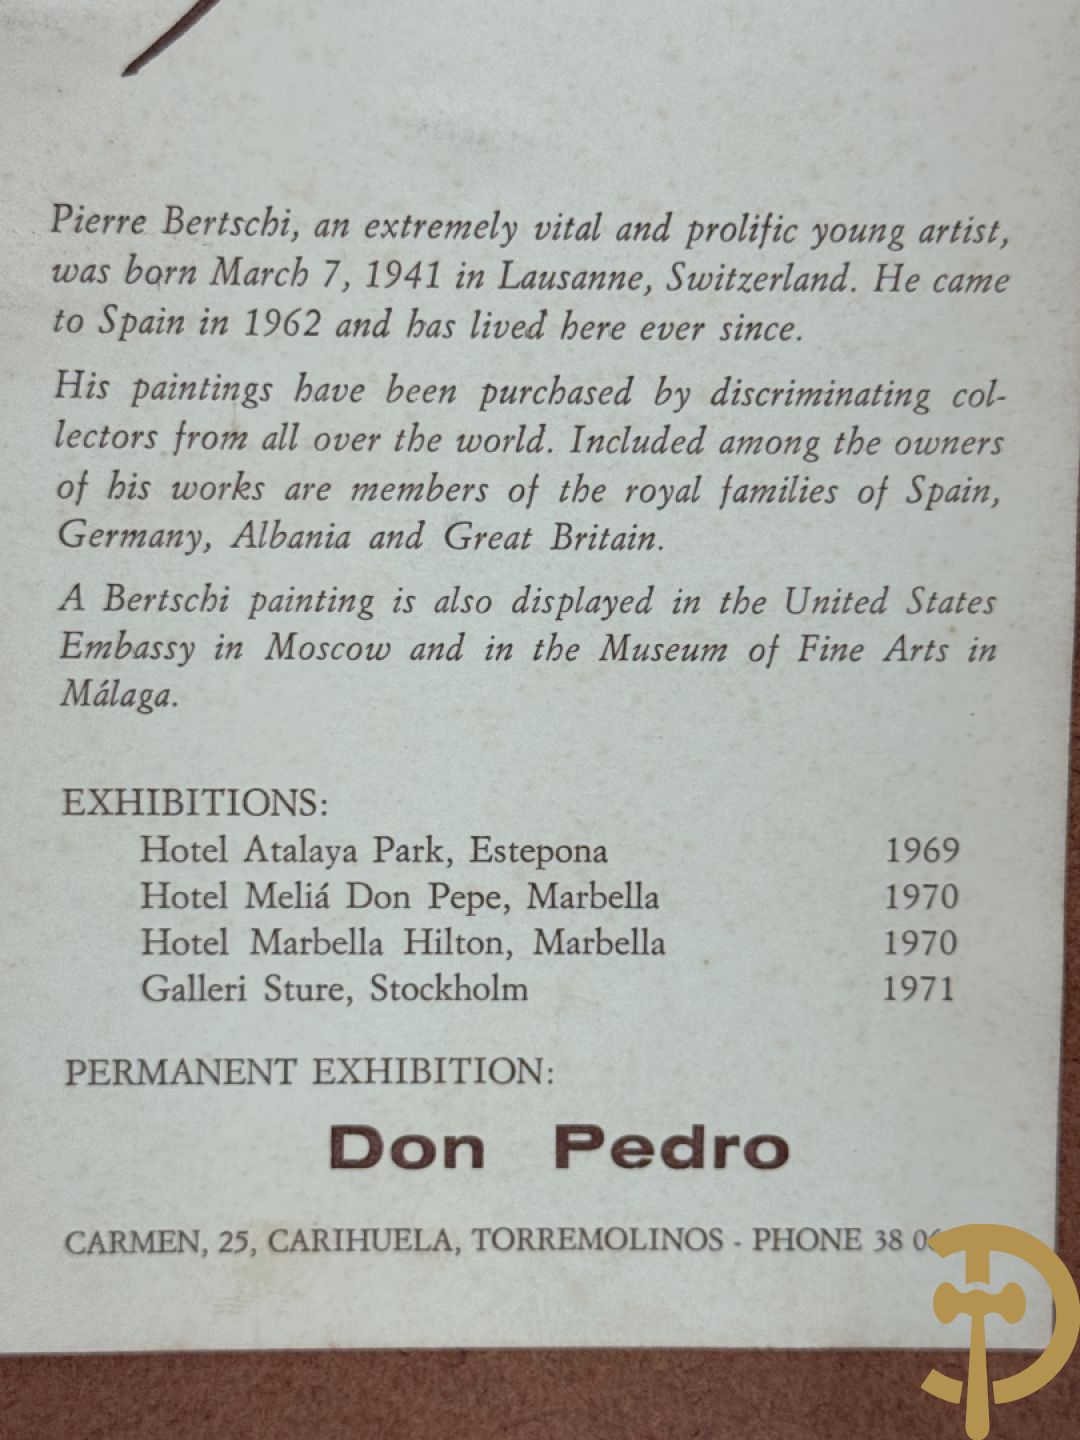 Pierre Bertschi, an extremely vital and prolific young artist,
was born March 7, 1941 in Lausanne, Switzerland. He came
to Spain in 1962 and has lived here ever since.
His paintings have been purchased by discriminating col-
lectors from all over the world. Included among the owners
of his works are members of the royal families of Spain,
Germany, Albania and Great Britain.
A Bertschi painting is also displayed in the United States
Embassy in Moscow and in the Museum of Fine Arts in
Málaga.
EXHIBITIONS:
Hotel Atalaya Park, Estepona 1969
Hotel Meliá Don Pepe, Marbella 1970
Hotel Marbella Hilton, Marbella 1970
Galleri Sture, Stockholm 1971
PERMANENT EXHIBITION:
Don Pedro
CARMEN, 25, CARIHUELA, TORREMOLINOS - PHONE 38